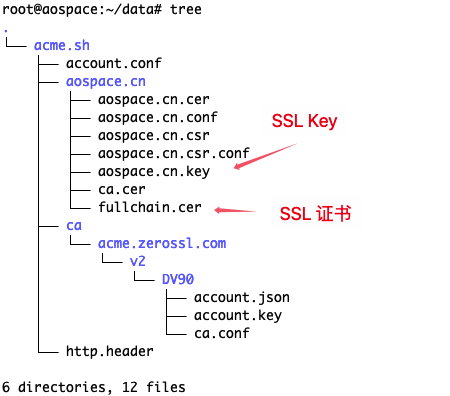 root@aospace:~/data# tree
.
└── acme.sh
    ├── account.conf
    ├── aospace.cn
    │   ├── aospace.cn.cer
    │   ├── aospace.cn.conf
    │   ├── aospace.cn.csr
    │   ├── aospace.cn.csr.conf
SSL Key
    │   ├── aospace.cn.key
    │   ├── ca.cer
    │   └── fullchain.cer
SSL 证书
    ├── ca
    │   └── acme.zerossl.com
    │       └── v2
    │           └── DV90
    │               ├── account.json
    │               ├── account.key
    │               └── ca.conf
    └── http.header
6 directories, 12 files